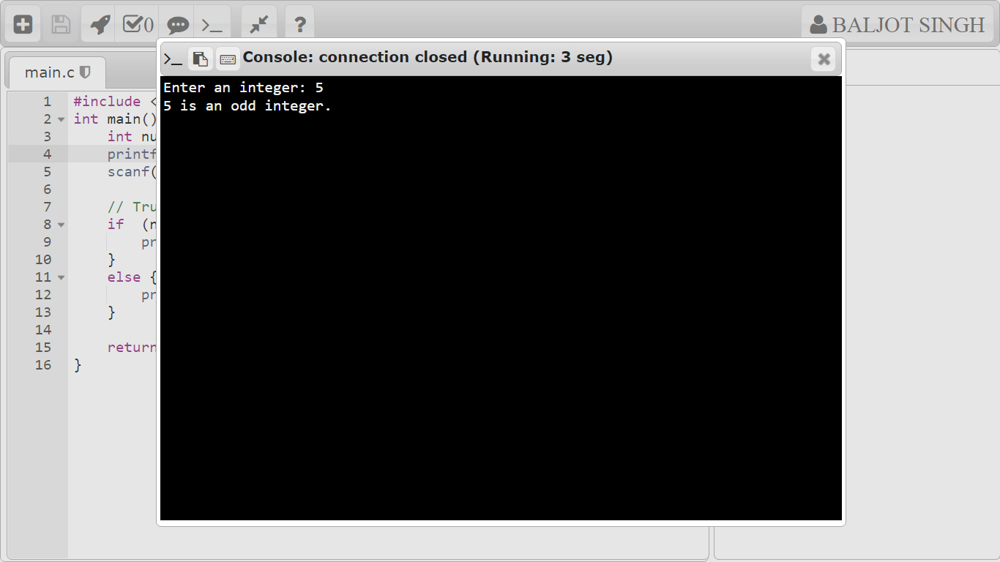 0
>_
?
BALJOT SINGH
>_ Console: connection closed (Running: 3 seg)
main.c
Enter an integer: 5
5 is an odd integer.
1 #include <
2 int main()
3 int nu
4 printf
5 scanf(
6
7 // Tru
8 if (n
9 pr
10 }
11 else {
12 pr
13 }
14
15 return
16 }